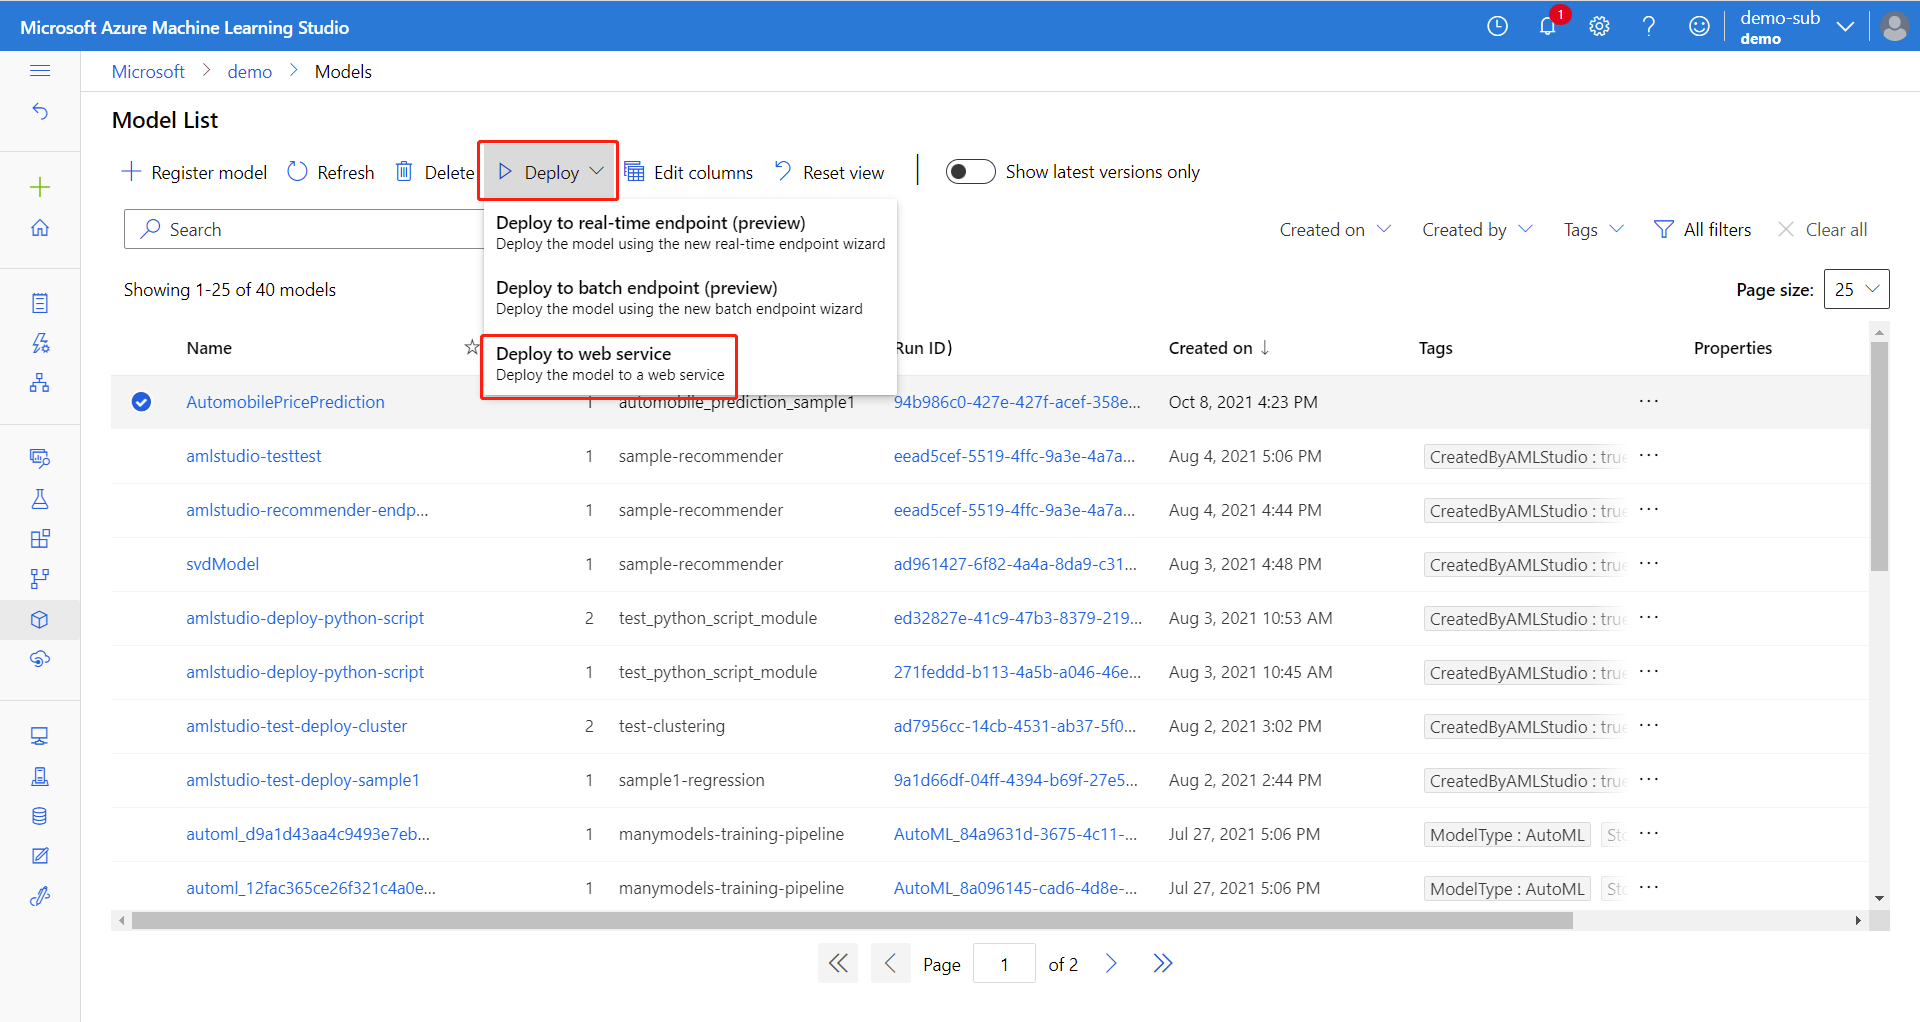 Microsoft Azure Machine Learning Studio
1
demo-sub
demo
Microsoft > demo > Models
Model List
Register model Refresh Delete Deploy Edit columns Reset view Show latest versions only
Deploy to real-time endpoint (preview)
Deploy the model using the new real-time endpoint wizard
Deploy to batch endpoint (preview)
Deploy the model using the new batch endpoint wizard
Deploy to web service
Deploy the model to a web service
Search Created on Created by Tags All filters Clear all
Showing 1-25 of 40 models Page size: 25
Name Run ID) Created on ↓ Tags Properties
AutomobilePricePrediction 1 automobile_prediction_sample1 94b986c0-427e-427f-acef-358e... Oct 8, 2021 4:23 PM ...
amlstudio-testtest 1 sample-recommender eead5cef-5519-4ffc-9a3e-4a7a... Aug 4, 2021 5:06 PM CreatedByAMLStudio : true ...
amlstudio-recommender-endp... 1 sample-recommender eead5cef-5519-4ffc-9a3e-4a7a... Aug 4, 2021 4:44 PM CreatedByAMLStudio : true ...
svdModel 1 sample-recommender ad961427-6f82-4a4a-8da9-c31... Aug 3, 2021 4:48 PM CreatedByAMLStudio : true ...
amlstudio-deploy-python-script 2 test_python_script_module ed32827e-41c9-47b3-8379-219... Aug 3, 2021 10:53 AM CreatedByAMLStudio : true ...
amlstudio-deploy-python-script 1 test_python_script_module 271feddd-b113-4a5b-a046-46e... Aug 3, 2021 10:45 AM CreatedByAMLStudio : true ...
amlstudio-test-deploy-cluster 2 test-clustering ad7956cc-14cb-4531-ab37-5f0... Aug 2, 2021 3:02 PM CreatedByAMLStudio : true ...
amlstudio-test-deploy-sample1 1 sample1-regression 9a1d66df-04ff-4394-b69f-27e5... Aug 2, 2021 2:44 PM CreatedByAMLStudio : true ...
automl_d9a1d43aa4c9493e7eb... 1 manymodels-training-pipeline AutoML_84a9631d-3675-4c11-... Jul 27, 2021 5:06 PM ModelType : AutoML Sto ...
automl_12fac365ce26f321c4a0e... 1 manymodels-training-pipeline AutoML_8a096145-cad6-4d8e-... Jul 27, 2021 5:06 PM ModelType : AutoML Sto ...
Page 1 of 2